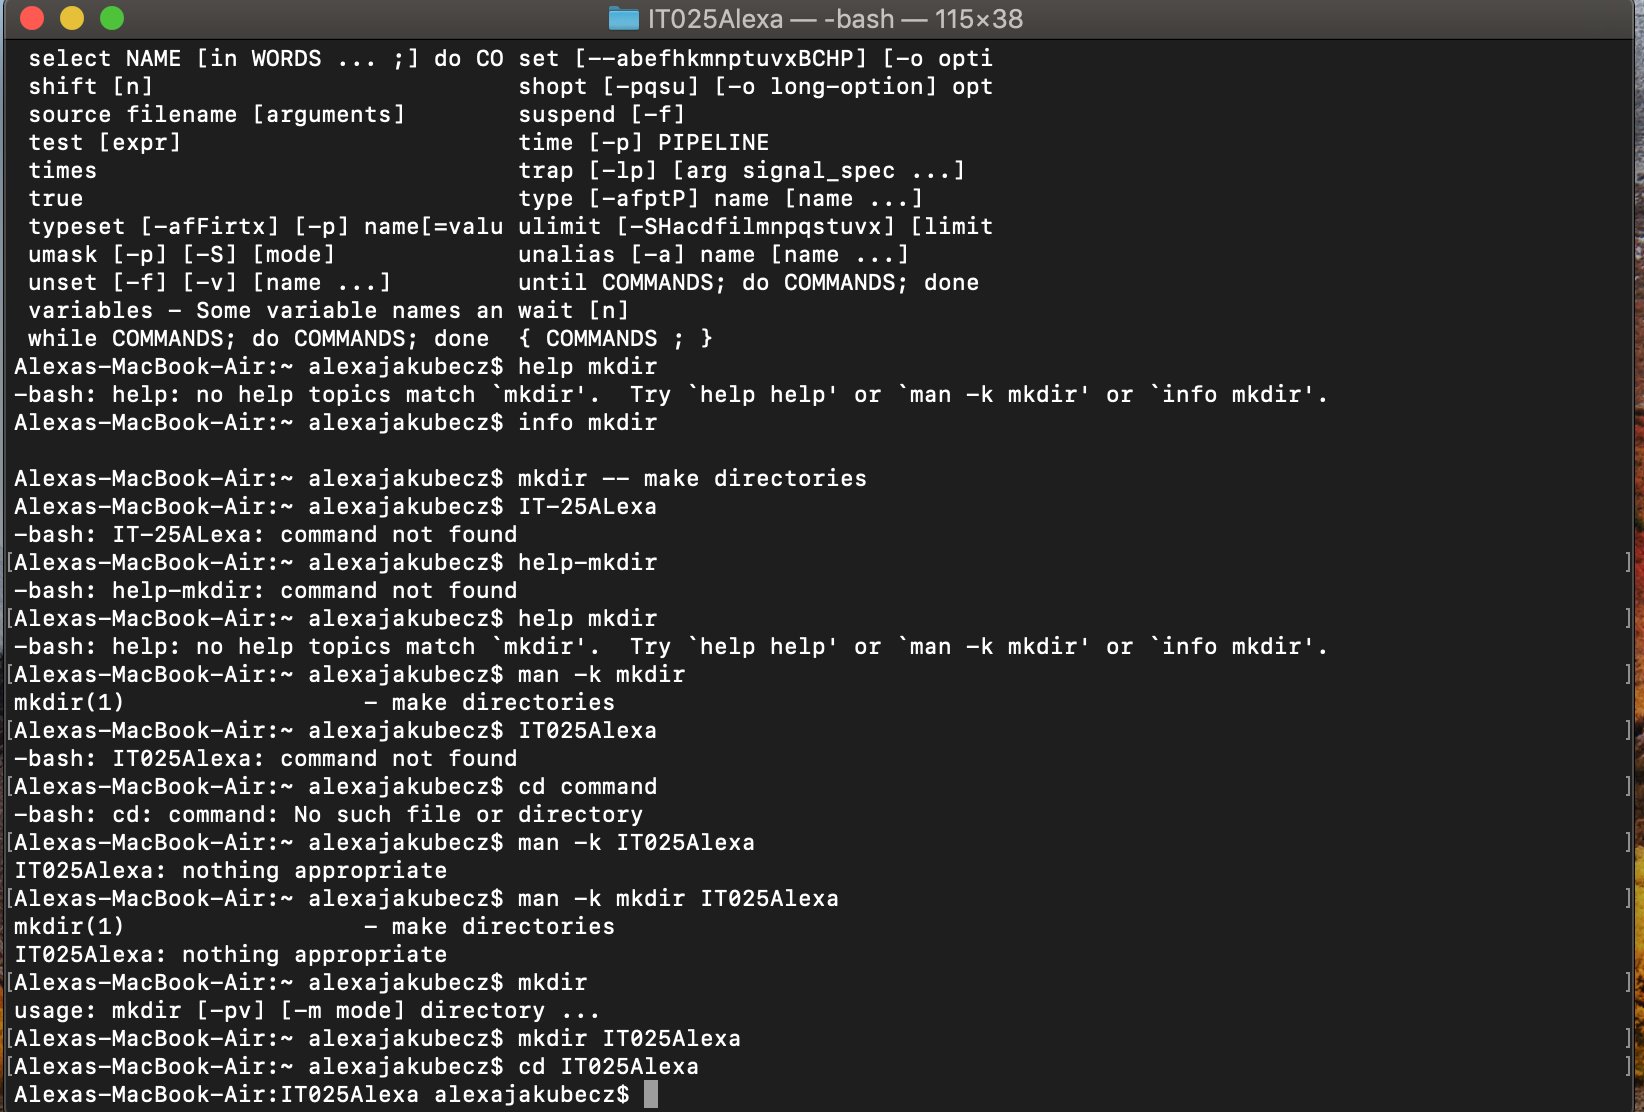 IT025Alexa — -bash — 115×38
select NAME [in WORDS ... ;] do CO set [--abefhkmnptuvxBCHP] [-o opti
shift [n]                          shopt [-pqsu] [-o long-option] opt
source filename [arguments]        suspend [-f]
test [expr]                        time [-p] PIPELINE
times                              trap [-lp] [arg signal_spec ...]
true                               type [-afptP] name [name ...]
typeset [-afFirtx] [-p] name[=valu ulimit [-SHacdfilmnpqstuvx] [limit
umask [-p] [-S] [mode]             unalias [-a] name [name ...]
unset [-f] [-v] [name ...]         until COMMANDS; do COMMANDS; done
variables - Some variable names an wait [n]
while COMMANDS; do COMMANDS; done  { COMMANDS ; }
Alexas-MacBook-Air:~ alexajakubecz$ help mkdir
-bash: help: no help topics match `mkdir'.  Try `help help' or `man -k mkdir' or `info mkdir'.
Alexas-MacBook-Air:~ alexajakubecz$ info mkdir
Alexas-MacBook-Air:~ alexajakubecz$ mkdir -- make directories
Alexas-MacBook-Air:~ alexajakubecz$ IT-25ALexa
-bash: IT-25ALexa: command not found
[Alexas-MacBook-Air:~ alexajakubecz$ help-mkdir ]
-bash: help-mkdir: command not found
[Alexas-MacBook-Air:~ alexajakubecz$ help mkdir ]
-bash: help: no help topics match `mkdir'.  Try `help help' or `man -k mkdir' or `info mkdir'.
[Alexas-MacBook-Air:~ alexajakubecz$ man -k mkdir ]
mkdir(1)                 - make directories
[Alexas-MacBook-Air:~ alexajakubecz$ IT025Alexa ]
-bash: IT025Alexa: command not found
[Alexas-MacBook-Air:~ alexajakubecz$ cd command ]
-bash: cd: command: No such file or directory
[Alexas-MacBook-Air:~ alexajakubecz$ man -k IT025Alexa ]
IT025Alexa: nothing appropriate
[Alexas-MacBook-Air:~ alexajakubecz$ man -k mkdir IT025Alexa ]
mkdir(1)                 - make directories
IT025Alexa: nothing appropriate
[Alexas-MacBook-Air:~ alexajakubecz$ mkdir ]
usage: mkdir [-pv] [-m mode] directory ...
[Alexas-MacBook-Air:~ alexajakubecz$ mkdir IT025Alexa ]
[Alexas-MacBook-Air:~ alexajakubecz$ cd IT025Alexa ]
Alexas-MacBook-Air:IT025Alexa alexajakubecz$